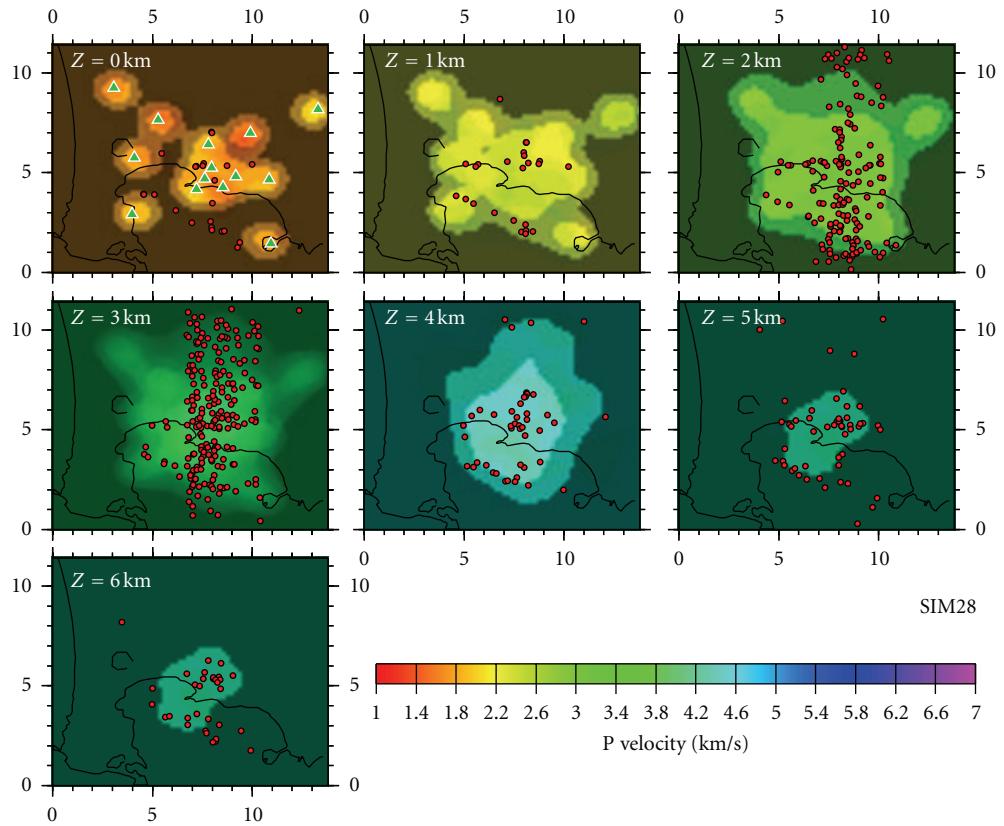 0 5 10 0 5 10 0 5 10
Z = 0 km
Z = 1 km
Z = 2 km
10 10
5 5
0 0
Z = 3 km
Z = 4 km
Z = 5 km
10 10
5 5
0 0
Z = 6 km
0 5 10 0 5 10
10 10
5 5
0 0
0 5 10
SIM28
1 1.4 1.8 2.2 2.6 3 3.4 3.8 4.2 4.6 5 5.4 5.8 6.2 6.6 7
P velocity (km/s)